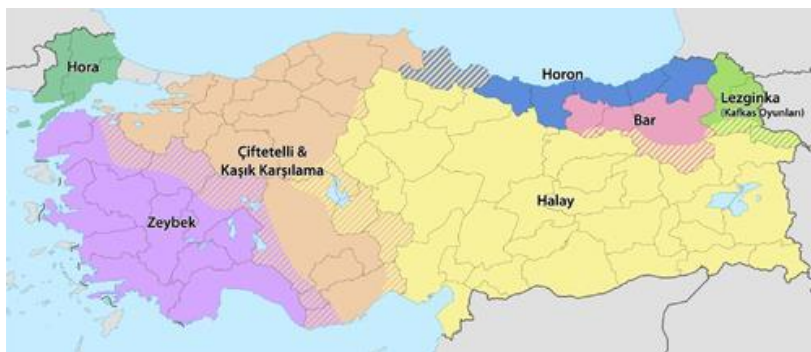 Hora
Horon
Lezginka
(Kafkas Oyunları)
Bar
Çiftetelli &
Kaşık Karşılama
Halay
Zeybek